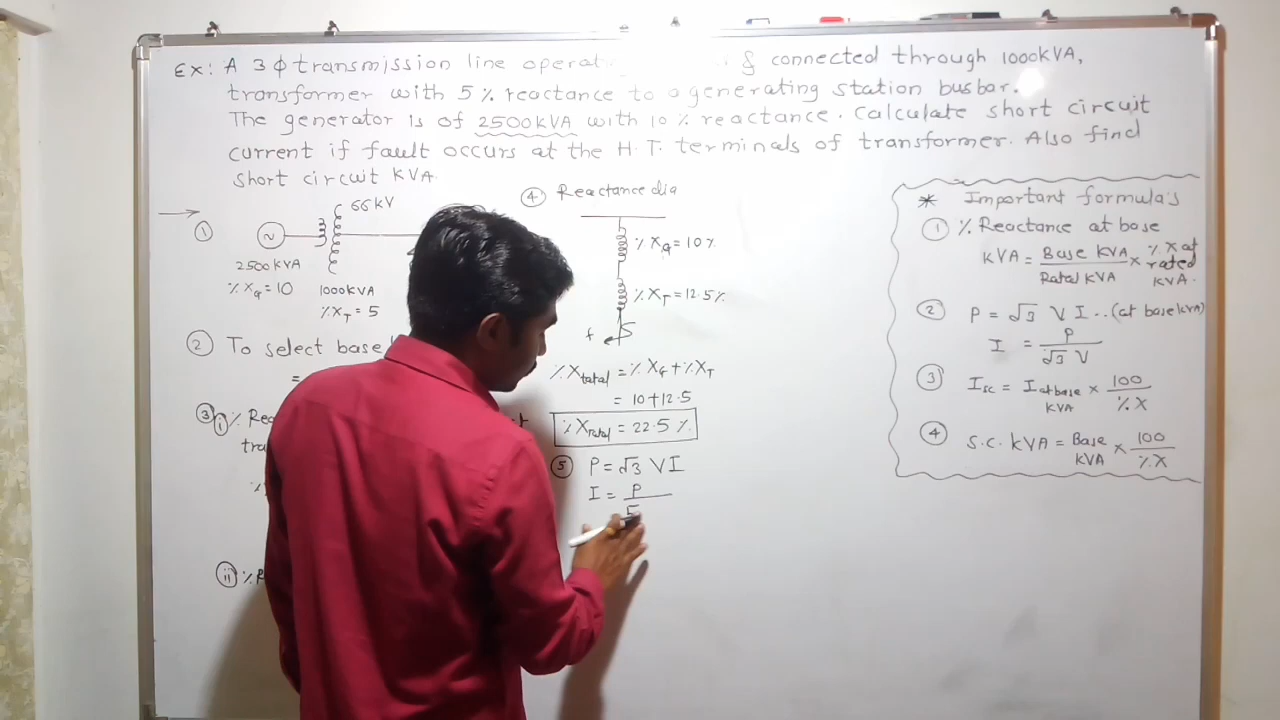 Ex: A 3 ϕ transmission line & connected through 1000KVA,
transformer with 5 % reactance to a generating station busbar.
The generator is of 2500KVA with 10 % reactance. Calculate short circuit
current if fault occurs at the H.T. terminals of transformer. Also find
short circuit KVA.
① 66 KV
~
2500 KVA
% XG = 10
1000KVA
% XT = 5
② To select base
=
③ i) %
ii) %
④ Reactance dia
% XG = 10 %
% XT = 12.5 %
f
% Xtotal = % XG + % XT
= 10 + 12.5
% Xtotal = 22.5 %
⑤ P = √3 V I
I = P
* Important formula's
① % Reactance at base
KVA = Base KVA / Rated KVA × % X at rated KVA.
② P = √3 V I .. (at base KVA)
I = P / √3 V
③ Isc = I at base KVA × 100 / % X
④ S.C. KVA = Base KVA × 100 / % X